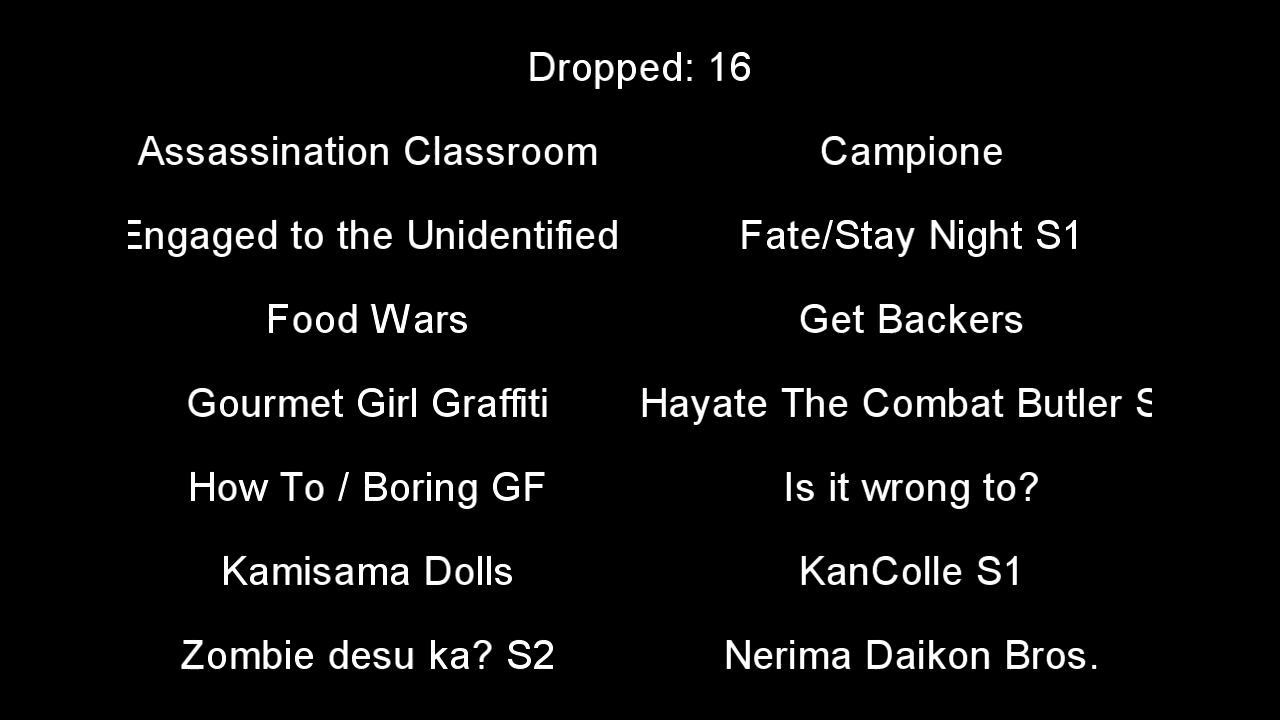 Dropped: 16
Assassination Classroom
Campione
Engaged to the Unidentified
Fate/Stay Night S1
Food Wars
Get Backers
Gourmet Girl Graffiti
Hayate The Combat Butler S
How To / Boring GF
Is it wrong to?
Kamisama Dolls
KanColle S1
Zombie desu ka? S2
Nerima Daikon Bros.